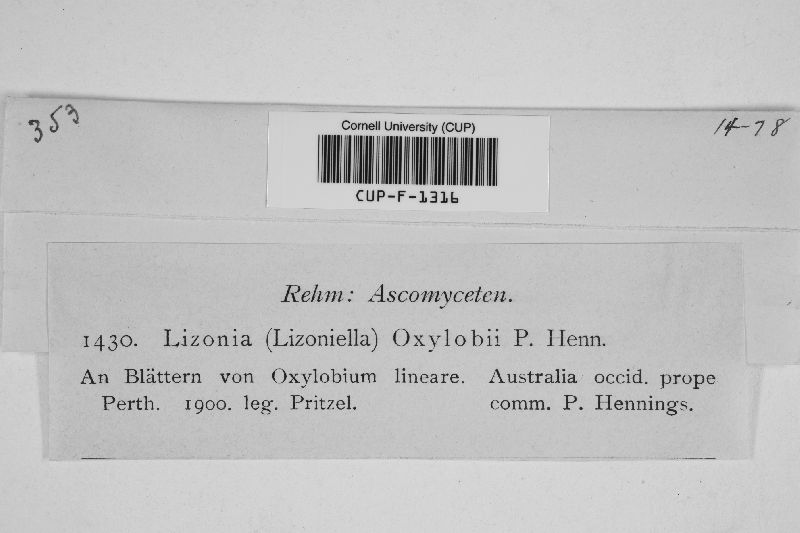 353
Cornell University (CUP)
14-78
CUP-F-1316
Rehm: Ascomyceten.
1430. Lizonia (Lizoniella) Oxylobii P. Henn.
An Blättern von Oxylobium lineare. Australia occid. prope
Perth. 1900. leg. Pritzel. comm. P. Hennings.